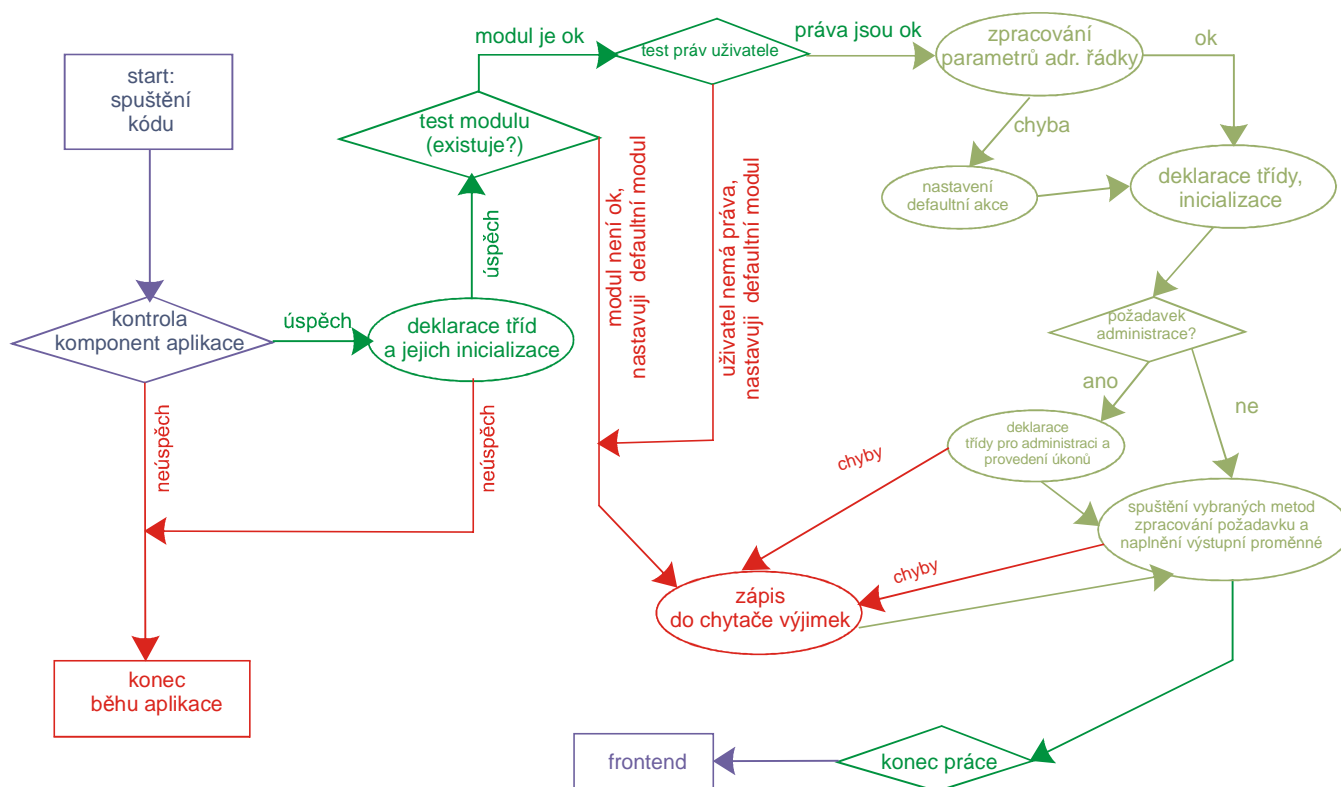 start:
spuštění
kódu
kontrola
komponent aplikace
úspěch
neúspěch
konec
běhu aplikace
deklarace tříd
a jejich inicializace
neúspěch
úspěch
test modulu
(existuje?)
modul je ok
modul není ok,
nastavuji defaultní modul
test práv uživatele
uživatel nemá práva,
nastavuji defaultní modul
práva jsou ok
zpracování
parametrů adr. řádky
chyba
ok
nastavení
defaultní akce
deklarace třídy,
inicializace
požadavek
administrace?
ano
ne
deklarace
třídy pro administraci a
provedení úkonů
chyby
spuštění vybraných metod
zpracování požadavku a
naplnění výstupní proměnné
chyby
zápis
do chytače výjimek
konec práce
frontend